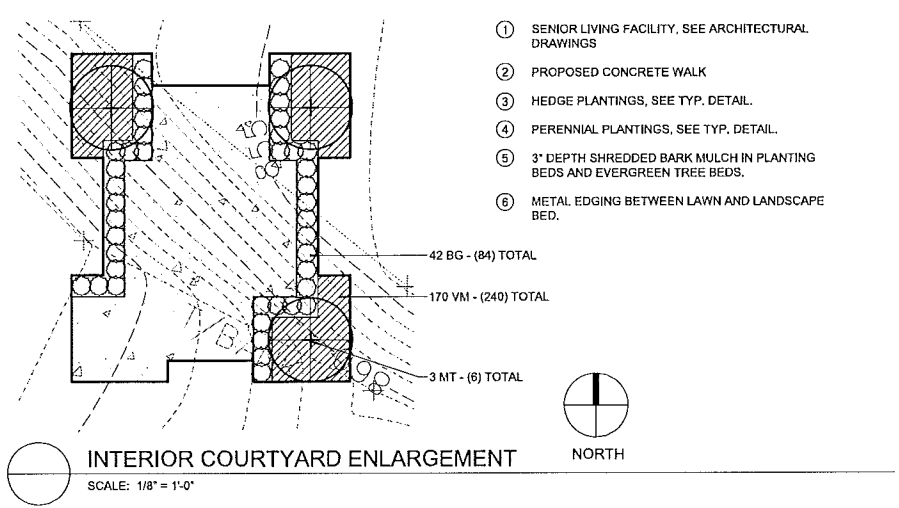 1 SENIOR LIVING FACILITY, SEE ARCHITECTURAL
DRAWINGS
2 PROPOSED CONCRETE WALK
3 HEDGE PLANTINGS, SEE TYP. DETAIL.
4 PERENNIAL PLANTINGS, SEE TYP. DETAIL.
5 3" DEPTH SHREDDED BARK MULCH IN PLANTING
BEDS AND EVERGREEN TREE BEDS.
6 METAL EDGING BETWEEN LAWN AND LANDSCAPE
BED.
42 BG - (84) TOTAL
170 VM - (240) TOTAL
3 MT - (6) TOTAL
NORTH
INTERIOR COURTYARD ENLARGEMENT
SCALE: 1/8" = 1'-0"